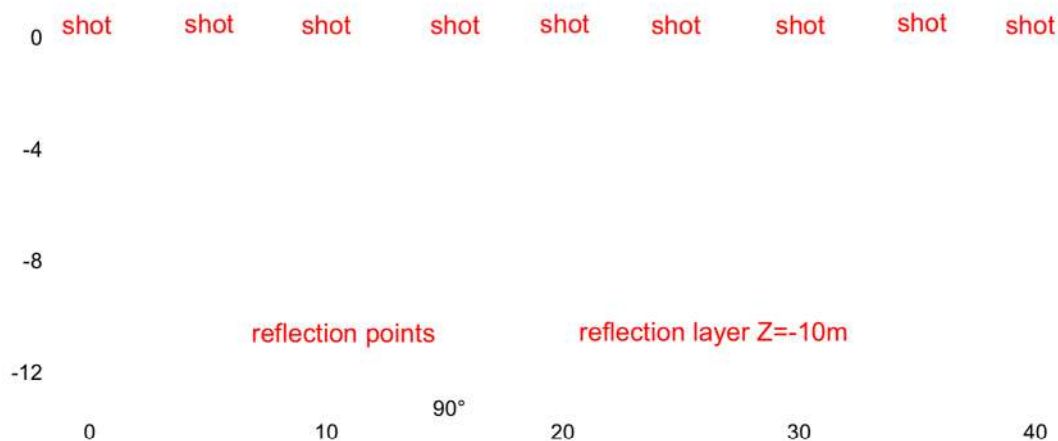 0 shot shot shot shot shot shot shot shot shot
-4
-8
reflection points reflection layer Z=-10m
-12
90°
0 10 20 30 40